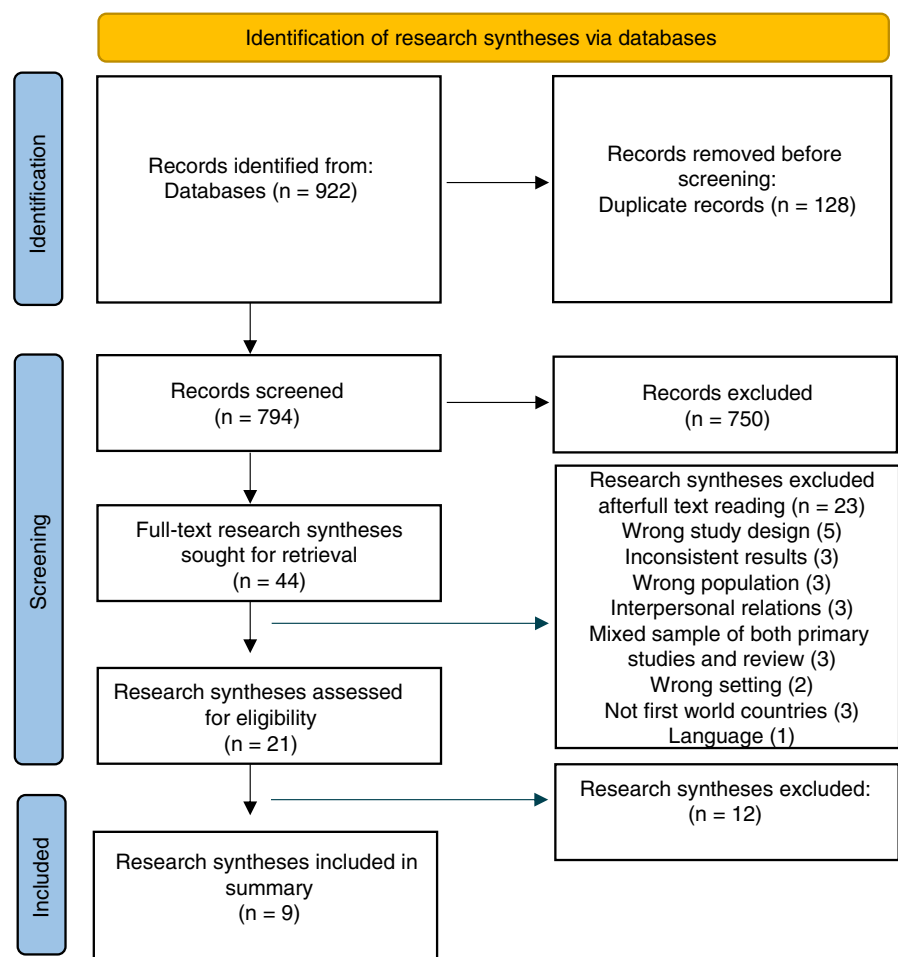 Identification of research syntheses via databases
Identification
Records identified from:
Databases (n = 922)
Records removed before
screening:
Duplicate records (n = 128)
Screening
Records screened
(n = 794)
Records excluded
(n = 750)
Full-text research syntheses
sought for retrieval
(n = 44)
Research syntheses excluded
afterfull text reading (n = 23)
Wrong study design (5)
Inconsistent results (3)
Wrong population (3)
Interpersonal relations (3)
Mixed sample of both primary
studies and review (3)
Wrong setting (2)
Not first world countries (3)
Language (1)
Research syntheses assessed
for eligibility
(n = 21)
Research syntheses excluded:
(n = 12)
Included
Research syntheses included in
summary
(n = 9)